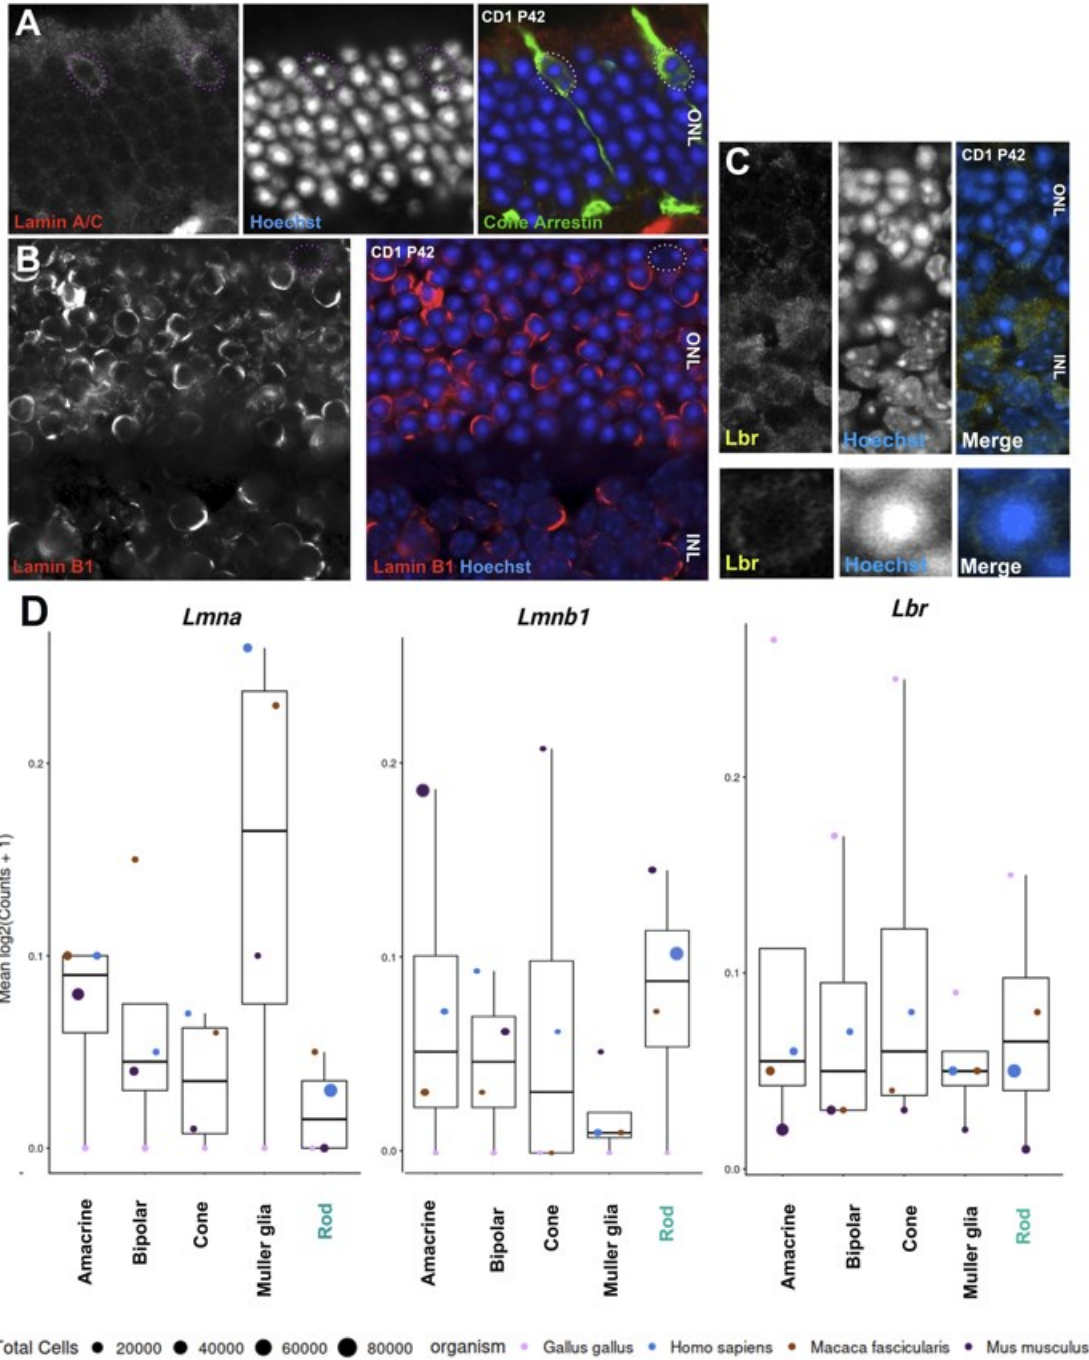 A
CD1 P42
ONL
Lamin A/C
Hoechst
Cone Arrestin
B
CD1 P42
ONL
INL
Lamin B1
Lamin B1 Hoechst
C
CD1 P42
ONL
INL
Lbr
Hoechst
Merge
Lbr
Hoechst
Merge
D
Lmna
Lmnb1
Lbr
Mean log2(Counts + 1)
0.2
0.1
0.0
0.2
0.1
0.0
0.2
0.1
0.0
Amacrine
Bipolar
Cone
Muller glia
Rod
Amacrine
Bipolar
Cone
Muller glia
Rod
Amacrine
Bipolar
Cone
Muller glia
Rod
Total Cells 20000 40000 60000 80000 organism Gallus gallus Homo sapiens Macaca fascicularis Mus musculus